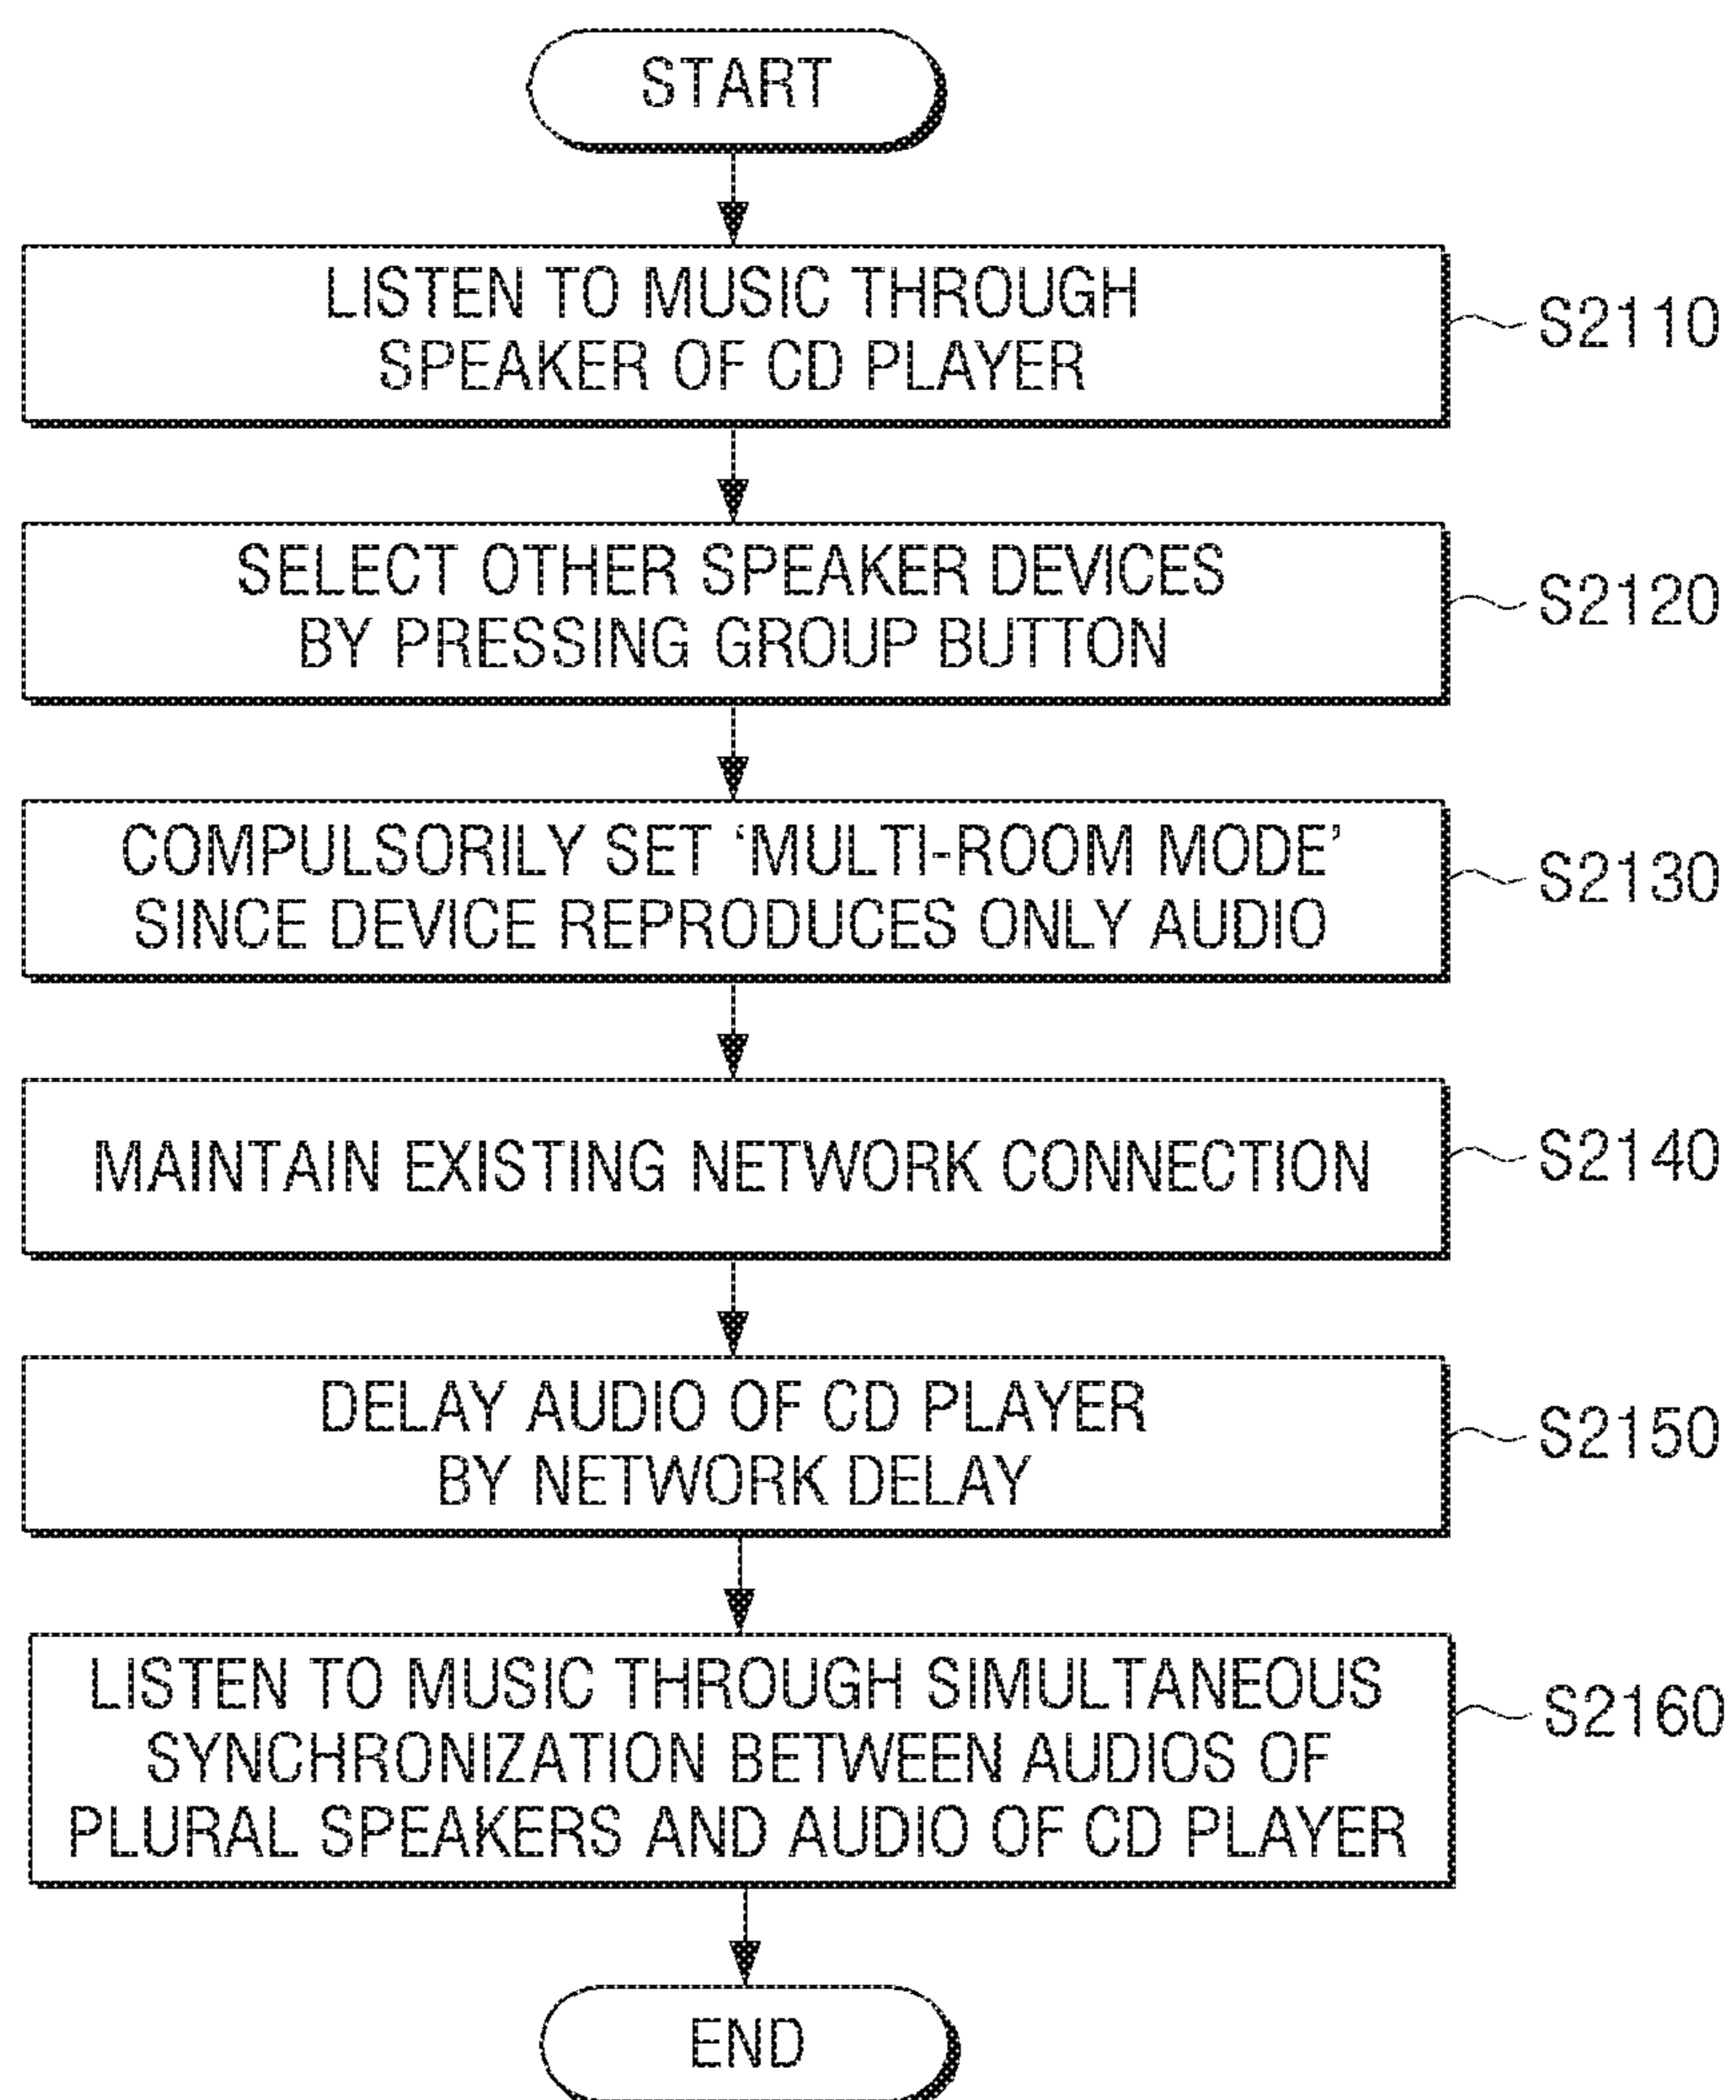 START
LISTEN TO MUSIC THROUGH
SPEAKER OF CD PLAYER
S2110
SELECT OTHER SPEAKER DEVICES
BY PRESSING GROUP BUTTON
S2120
COMPULSORILY SET ‘MULTI-ROOM MODE’
SINCE DEVICE REPRODUCES ONLY AUDIO
S2130
MAINTAIN EXISTING NETWORK CONNECTION
S2140
DELAY AUDIO OF CD PLAYER
BY NETWORK DELAY
S2150
LISTEN TO MUSIC THROUGH SIMULTANEOUS
SYNCHRONIZATION BETWEEN AUDIOS OF
PLURAL SPEAKERS AND AUDIO OF CD PLAYER
S2160
END